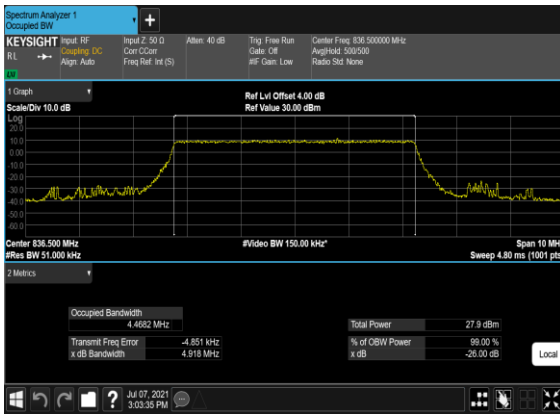 Spectrum Analyzer 1
Occupied BW
KEYSIGHT
RL
Input: RF
Coupling: DC
Align: Auto
Input Z: 50 Ω
Corr CCorr
Freq Ref: Int (S)
Atten: 40 dB
Trig: Free Run
Gate: Off
#IF Gain: Low
Center Freq: 836.500000 MHz
Avg|Hold: 500/500
Radio Std: None
1 Graph
Scale/Div 10.0 dB
Ref Lvl Offset 4.00 dB
Ref Value 30.00 dBm
Log
20.0
10.0
0.00
-10.0
-20.0
-30.0
-40.0
-50.0
-60.0
Center 836.500 MHz
#Res BW 51.000 kHz
#Video BW 150.00 kHz*
Span 10 MH
Sweep 4.80 ms (1001 pts
2 Metrics
Occupied Bandwidth
4.4682 MHz
Transmit Freq Error -4.851 kHz
x dB Bandwidth 4.918 MHz
Total Power 27.9 dBm
% of OBW Power 99.00 %
x dB -26.00 dB
Local
?
Jul 07, 2021
3:03:35 PM